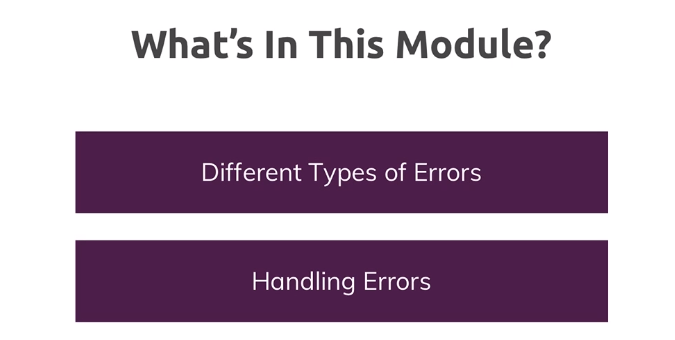 What’s In This Module?
Different Types of Errors
Handling Errors